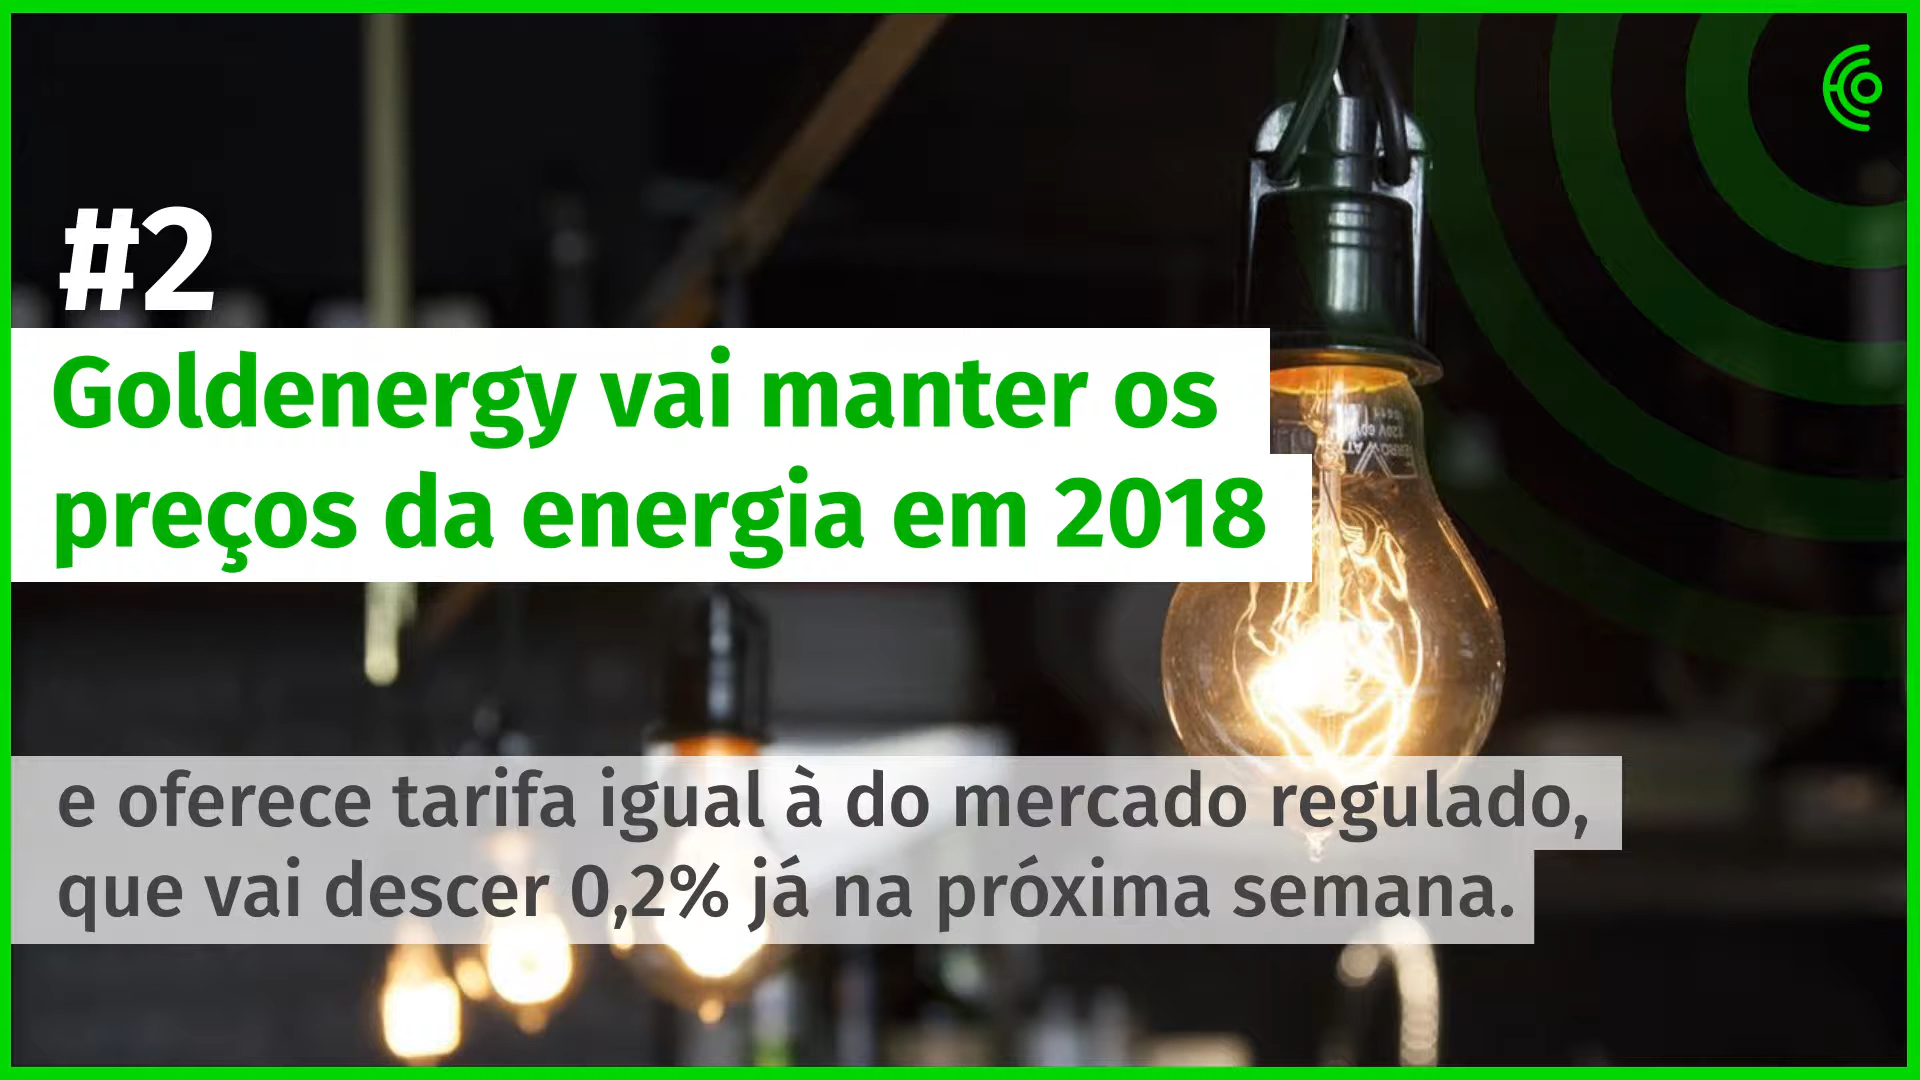 #2
Goldenergy vai manter os
preços da energia em 2018
e oferece tarifa igual à do mercado regulado,
que vai descer 0,2% já na próxima semana.